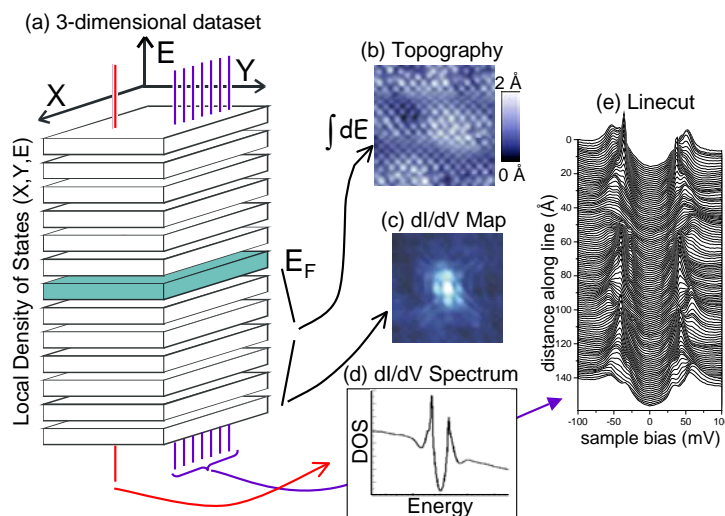 (a) 3-dimensional dataset
E
X
Y
Local Density of States (X,Y,E)
E_F
(b) Topography
∫dE
2 Å
0 Å
(c) dI/dV Map
(d) dI/dV Spectrum
DOS
Energy
(e) Linecut
distance along line (Å)
0
20
40
60
80
100
120
140
-100
-50
0
50
100
sample bias (mV)